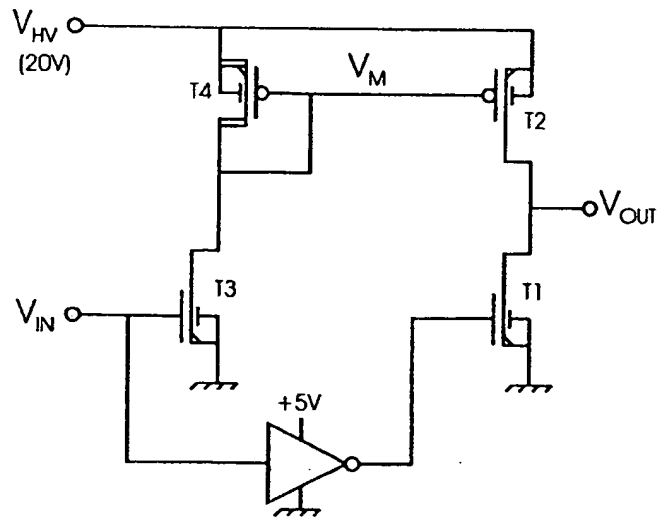 V_HV
(20V)
T4
V_M
T2
V_OUT
T3
T1
V_IN
+5V